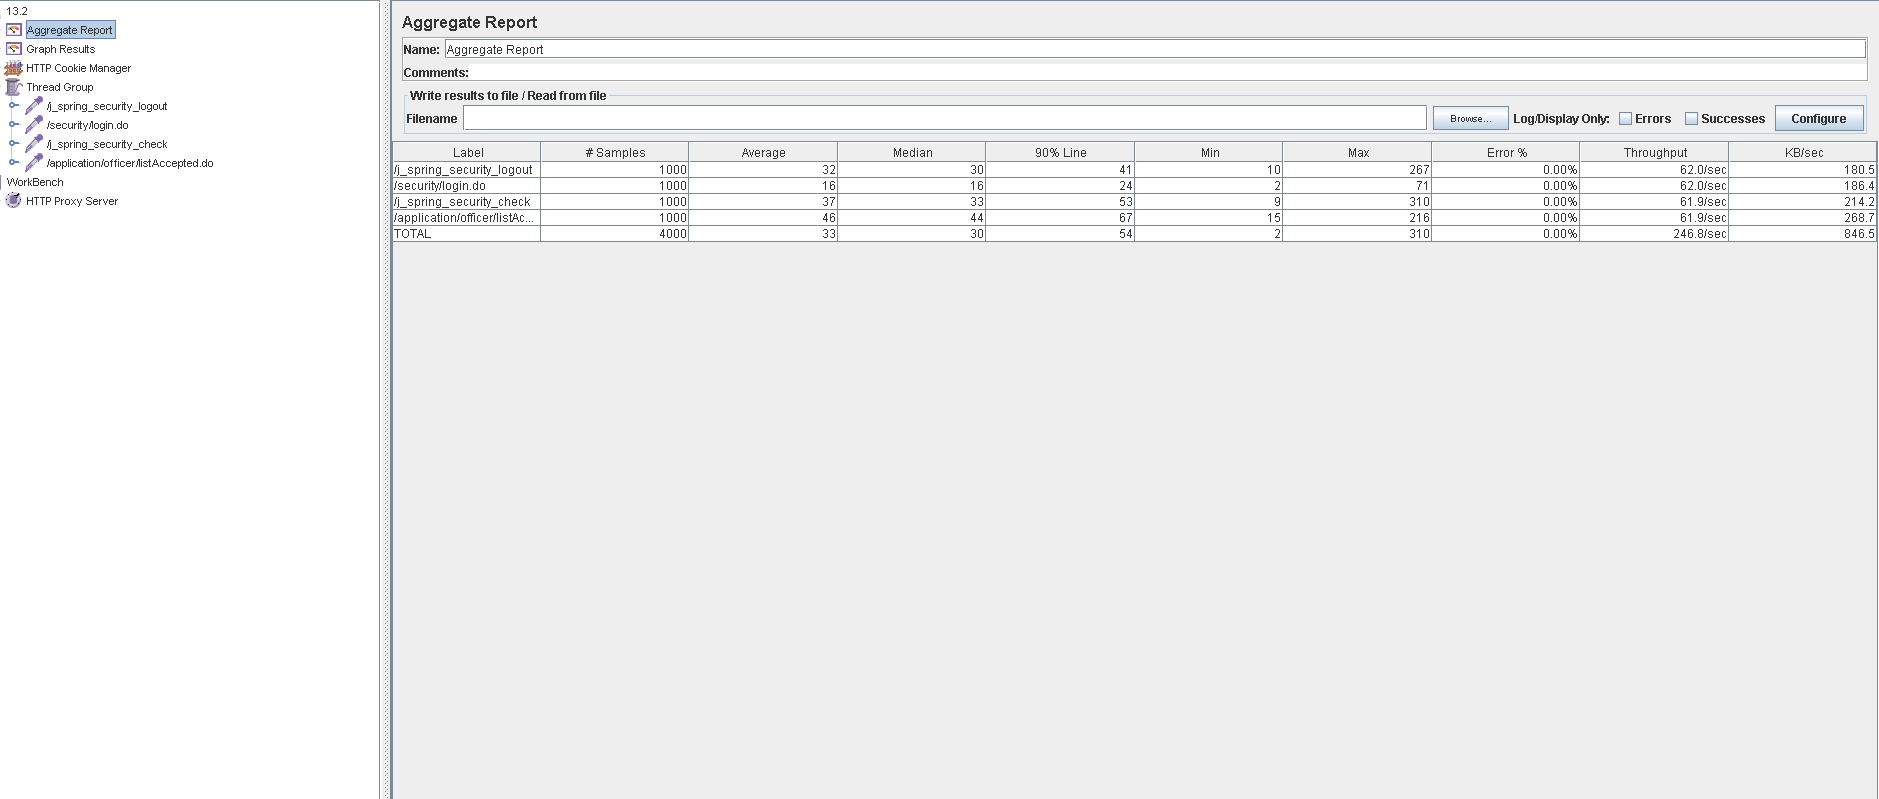 13.2
Aggregate Report
Graph Results
HTTP Cookie Manager
Thread Group
/j_spring_security_logout
/security/login.do
/j_spring_security_check
/application/officer/listAccepted.do
WorkBench
HTTP Proxy Server
Aggregate Report
Name: Aggregate Report
Comments:
Write results to file / Read from file
Filename Browse... Log/Display Only: Errors Successes Configure
Label # Samples Average Median 90% Line Min Max Error % Throughput KB/sec
/j_spring_security_logout 1000 32 30 41 10 267 0.00% 62.0/sec 180.5
/security/login.do 1000 16 16 24 2 71 0.00% 62.0/sec 186.4
/j_spring_security_check 1000 37 33 53 9 310 0.00% 61.9/sec 214.2
/application/officer/listAc... 1000 46 44 67 15 216 0.00% 61.9/sec 268.7
TOTAL 4000 33 30 54 2 310 0.00% 246.8/sec 846.5